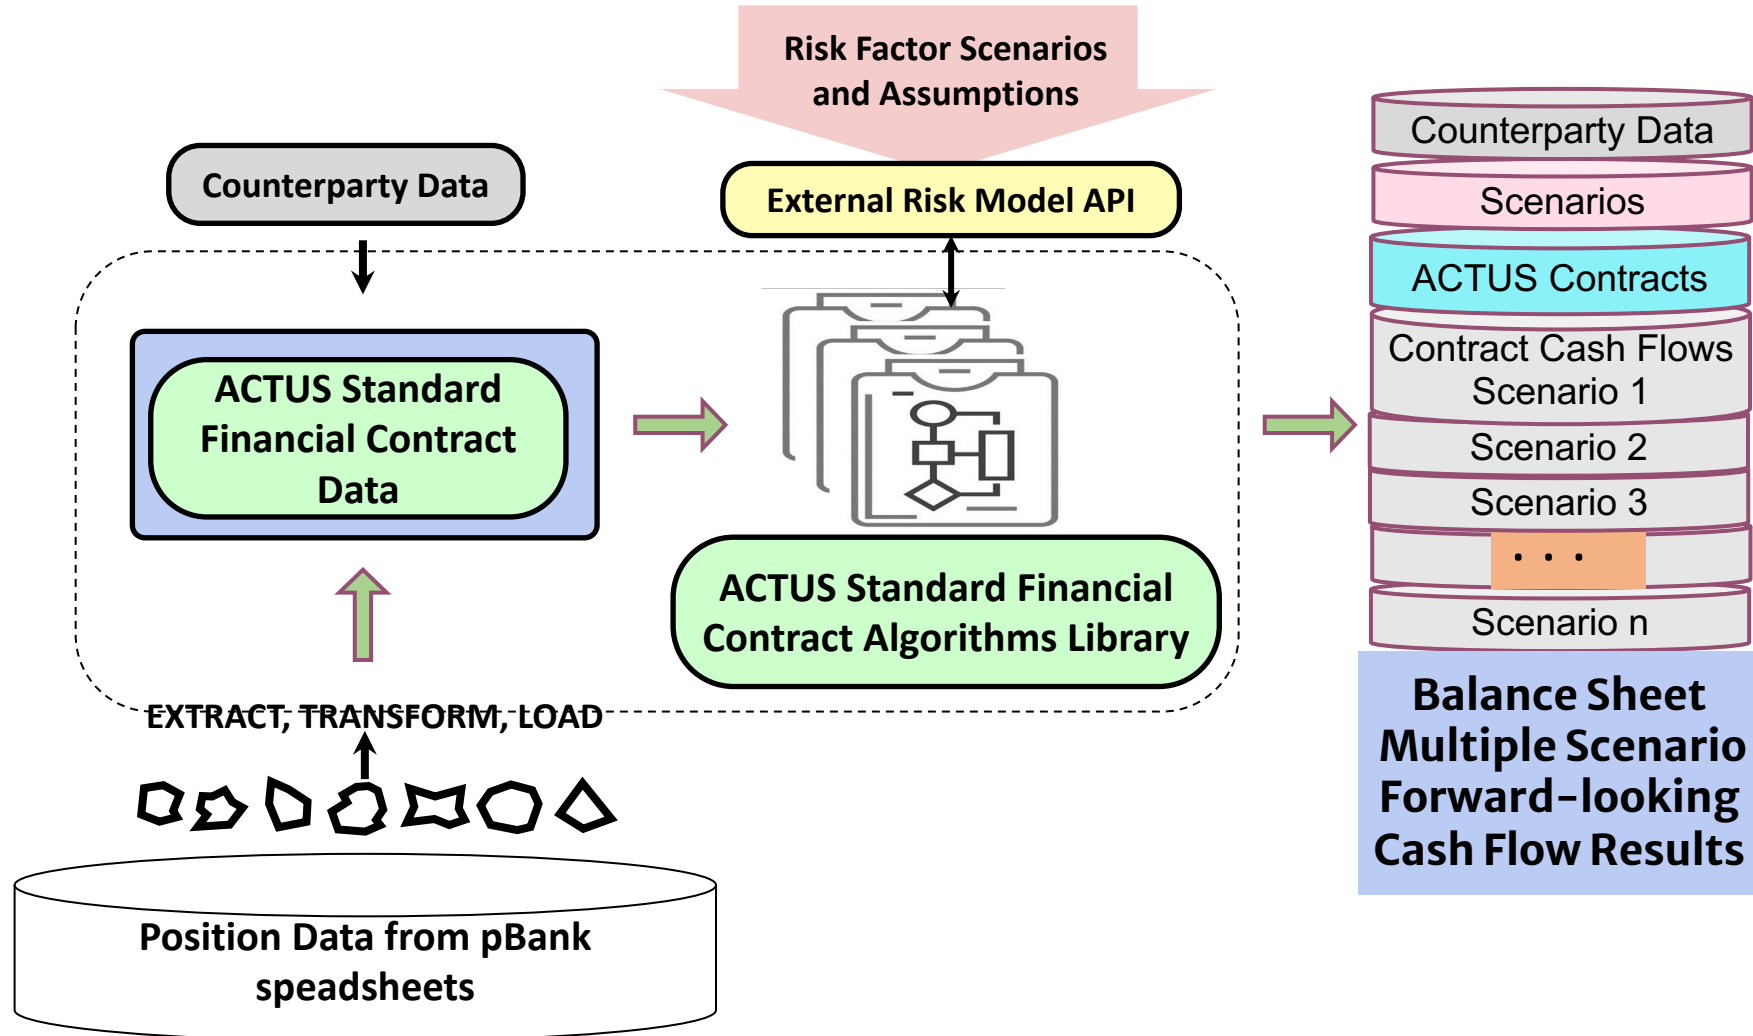 Risk Factor Scenarios
and Assumptions
Counterparty Data
External Risk Model API
ACTUS Standard
Financial Contract
Data
ACTUS Standard Financial
Contract Algorithms Library
EXTRACT, TRANSFORM, LOAD
Position Data from pBank
speadsheets
Counterparty Data
Scenarios
ACTUS Contracts
Contract Cash Flows
Scenario 1
Scenario 2
Scenario 3
. . .
Scenario n
Balance Sheet
Multiple Scenario
Forward-looking
Cash Flow Results